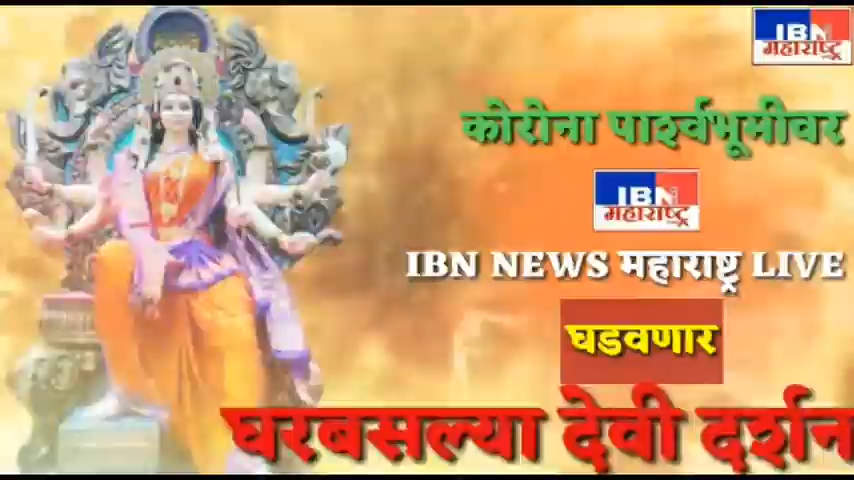 IBN
महाराष्ट्र
कोरोना पार्श्वभूमीवर
IBN
महाराष्ट्र
IBN NEWS महाराष्ट्र LIVE
घडवणार
घरबसल्या देवी दर्शन